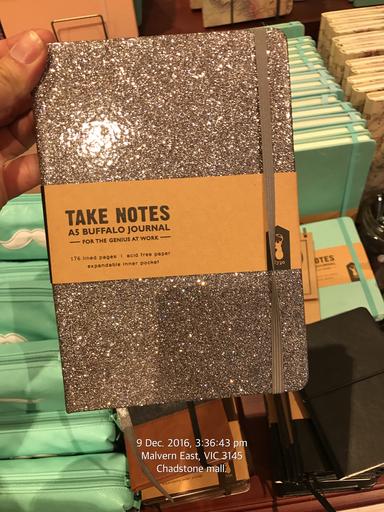 TAKE NOTES
A5 BUFFALO JOURNAL
FOR THE GENIUS AT WORK
176 lined pages | acid free paper
expandable inner pocket
NOTES
9 Dec. 2016, 3:36:43 pm
Malvern East, VIC 3145
Chadstone mall.